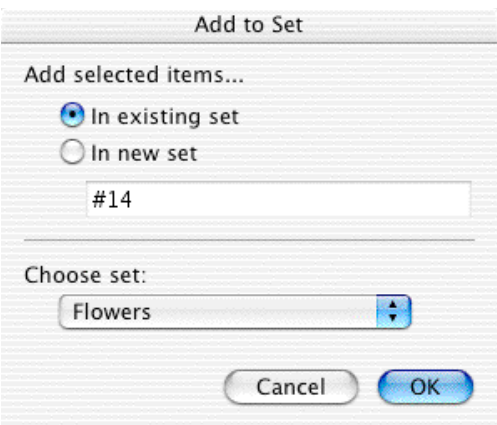 Add to Set
Add selected items...
In existing set
In new set
#14
Choose set:
Flowers
Cancel OK